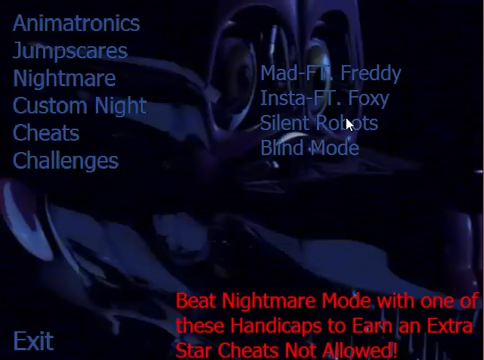 Animatronics
Jumpscares
Nightmare
Custom Night
Cheats
Challenges
Mad-FT. Freddy
Insta-FT. Foxy
Silent Robots
Blind Mode
Beat Nightmare Mode with one of
these Handicaps to Earn an Extra
Star Cheats Not Allowed!
Exit